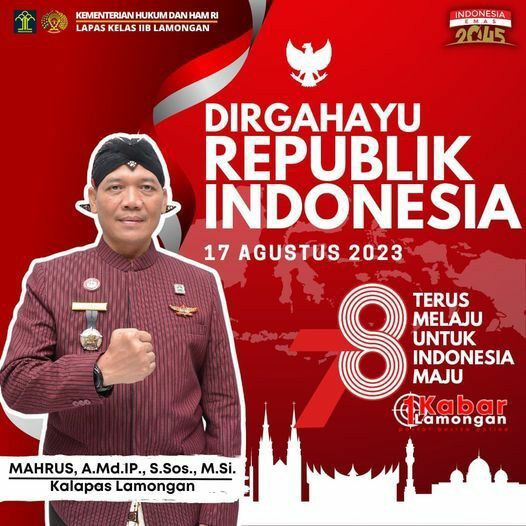 KEMENTERIAN HUKUM DAN HAM RI
LAPAS KELAS IIB LAMONGAN
INDONESIA
EMAS
2045
DIRGAHAYU
REPUBLIK
INDONESIA
17 AGUSTUS 2023
78
TERUS
MELAJU
UNTUK
INDONESIA
MAJU
1Kabar
Lamongan
MAHRUS, A.Md.IP., S.Sos., M.Si.
Kalapas Lamongan